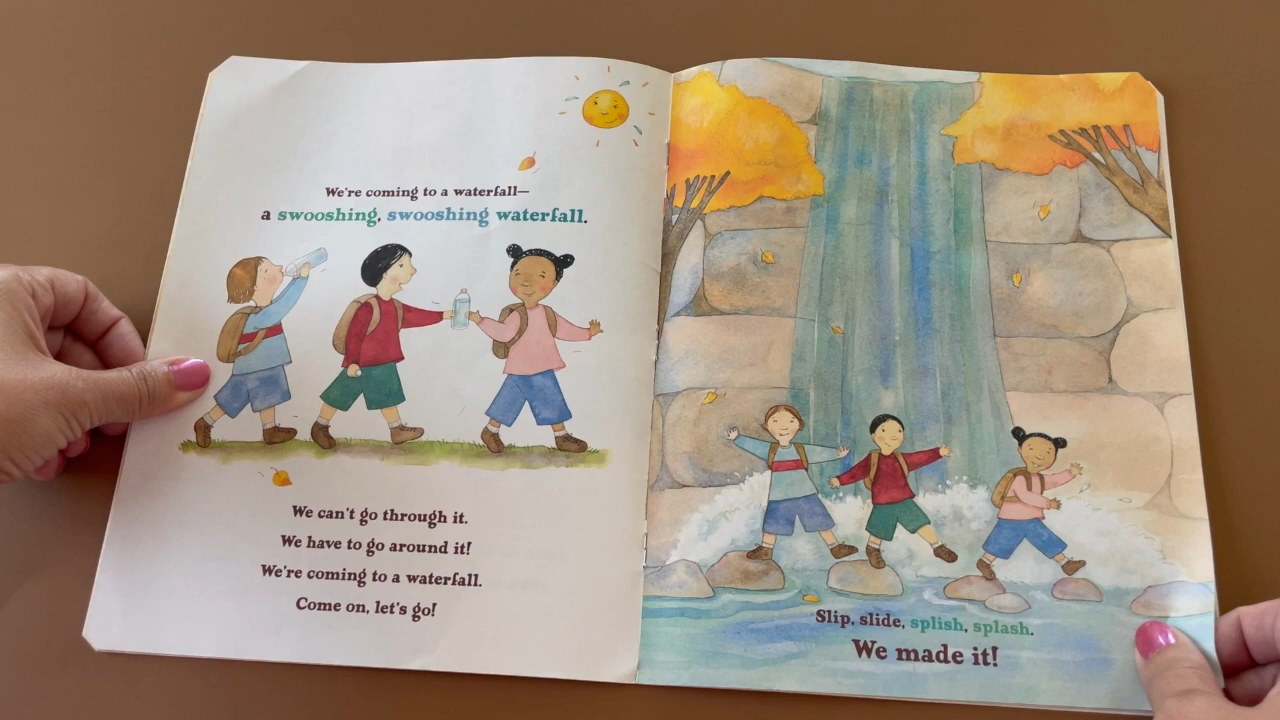 We're coming to a waterfall—
a swooshing, swooshing waterfall.
We can't go through it.
We have to go around it!
We're coming to a waterfall.
Come on, let's go!
Slip, slide, splish, splash.
We made it!